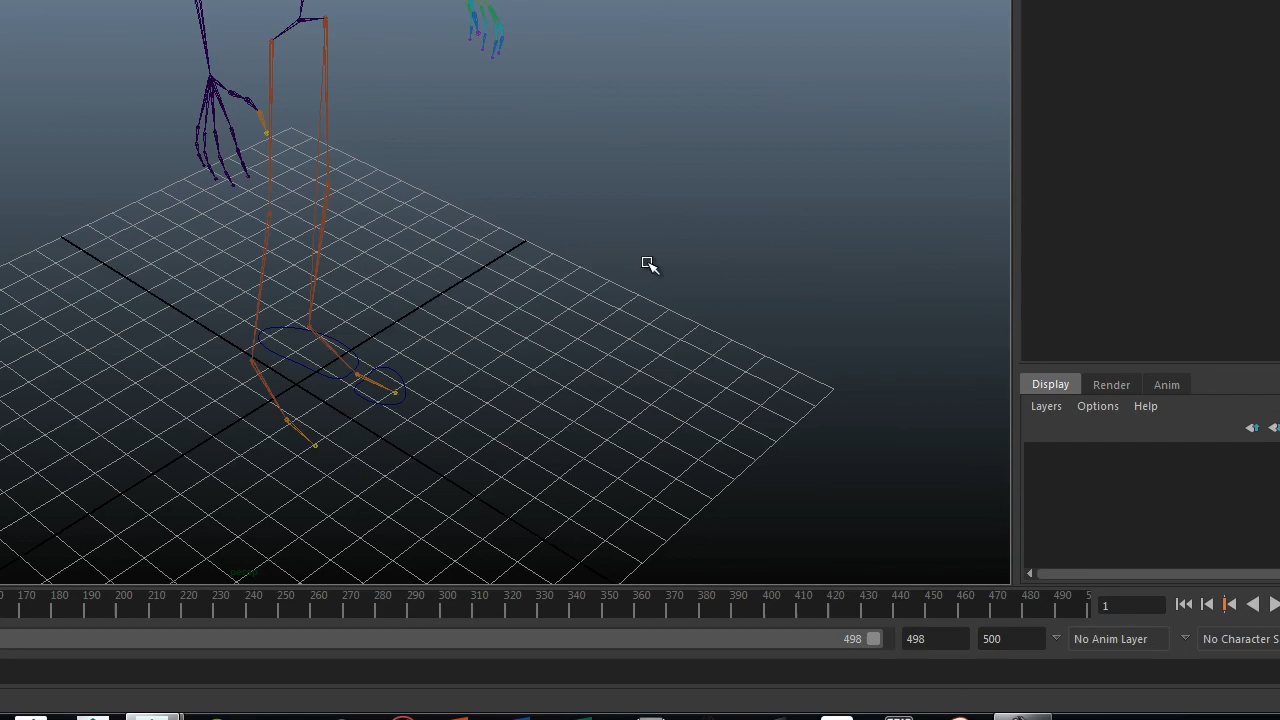 Display Render Anim
Layers Options Help
persp
170 180 190 200 210 220 230 240 250 260 270 280 290 300 310 320 330 340 350 360 370 380 390 400 410 420 430 440 450 460 470 480 490 5 1
498 498 500 No Anim Layer No Character S